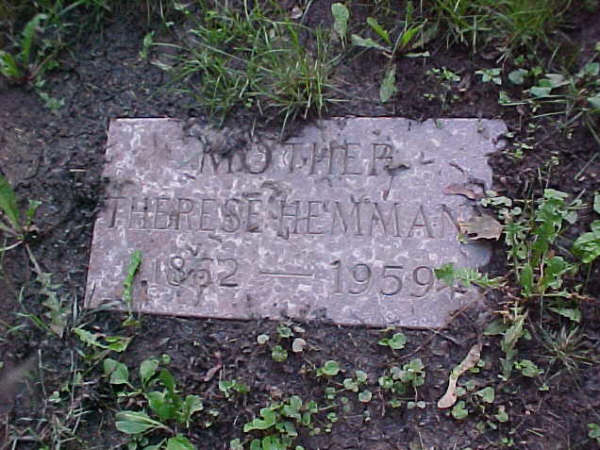 MOTHER
THERESE HEMMAN
— 1959